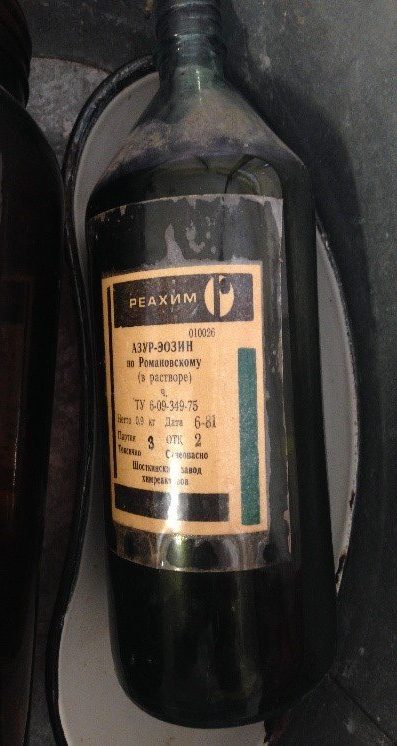 РЕАХИМ
010026
АЗУР-ЭОЗИН
по Романовскому
(в растворе)
ч.
ТУ 6-09-349-75
Нетто 0,9 кг Дата 6-81
Партия 3 ОТК 2
Токсично
Шосткинский завод
химреактивов